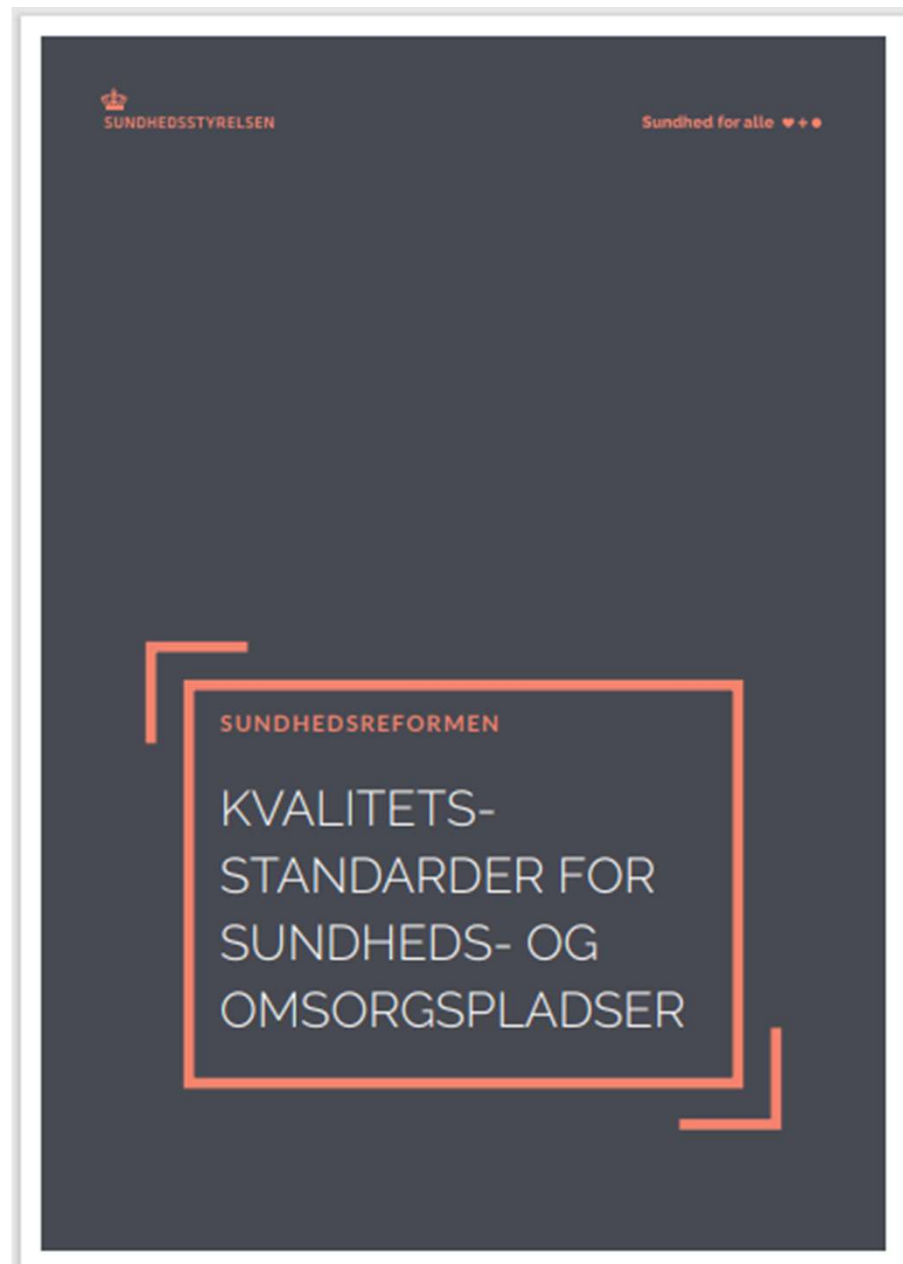 SUNDHEDSSTYRELSEN
Sundhed for alle
SUNDHEDSREFORMEN
KVALITETS-
STANDARDER FOR
SUNDHEDS- OG
OMSORGSPLADSER